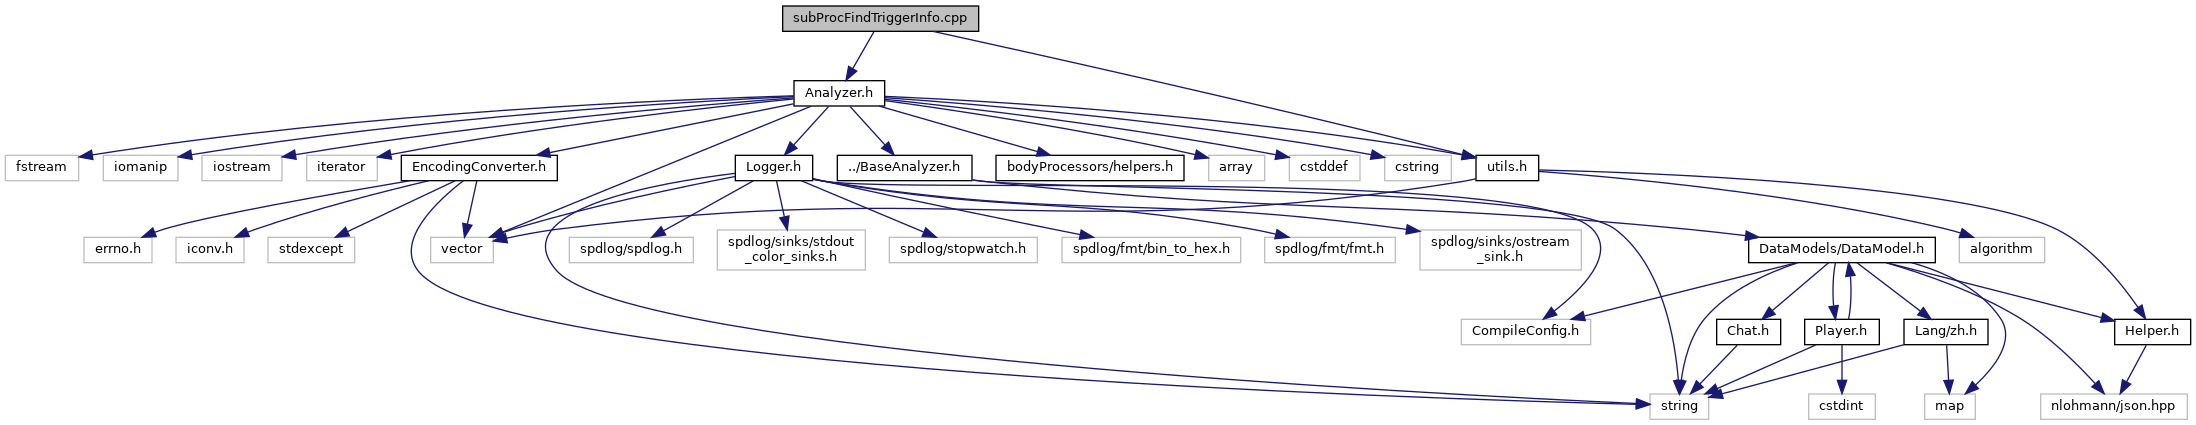 subProcFindTriggerInfo.cpp
Analyzer.h
fstream
iomanip
iostream
iterator
EncodingConverter.h
Logger.h
../BaseAnalyzer.h
bodyProcessors/helpers.h
array
cstddef
cstring
utils.h
errno.h
iconv.h
stdexcept
vector
spdlog/spdlog.h
spdlog/sinks/stdout
_color_sinks.h
spdlog/stopwatch.h
spdlog/fmt/bin_to_hex.h
spdlog/fmt/fmt.h
spdlog/sinks/ostream
_sink.h
DataModels/DataModel.h
algorithm
CompileConfig.h
Chat.h
Player.h
Lang/zh.h
Helper.h
string
cstdint
map
nlohmann/json.hpp